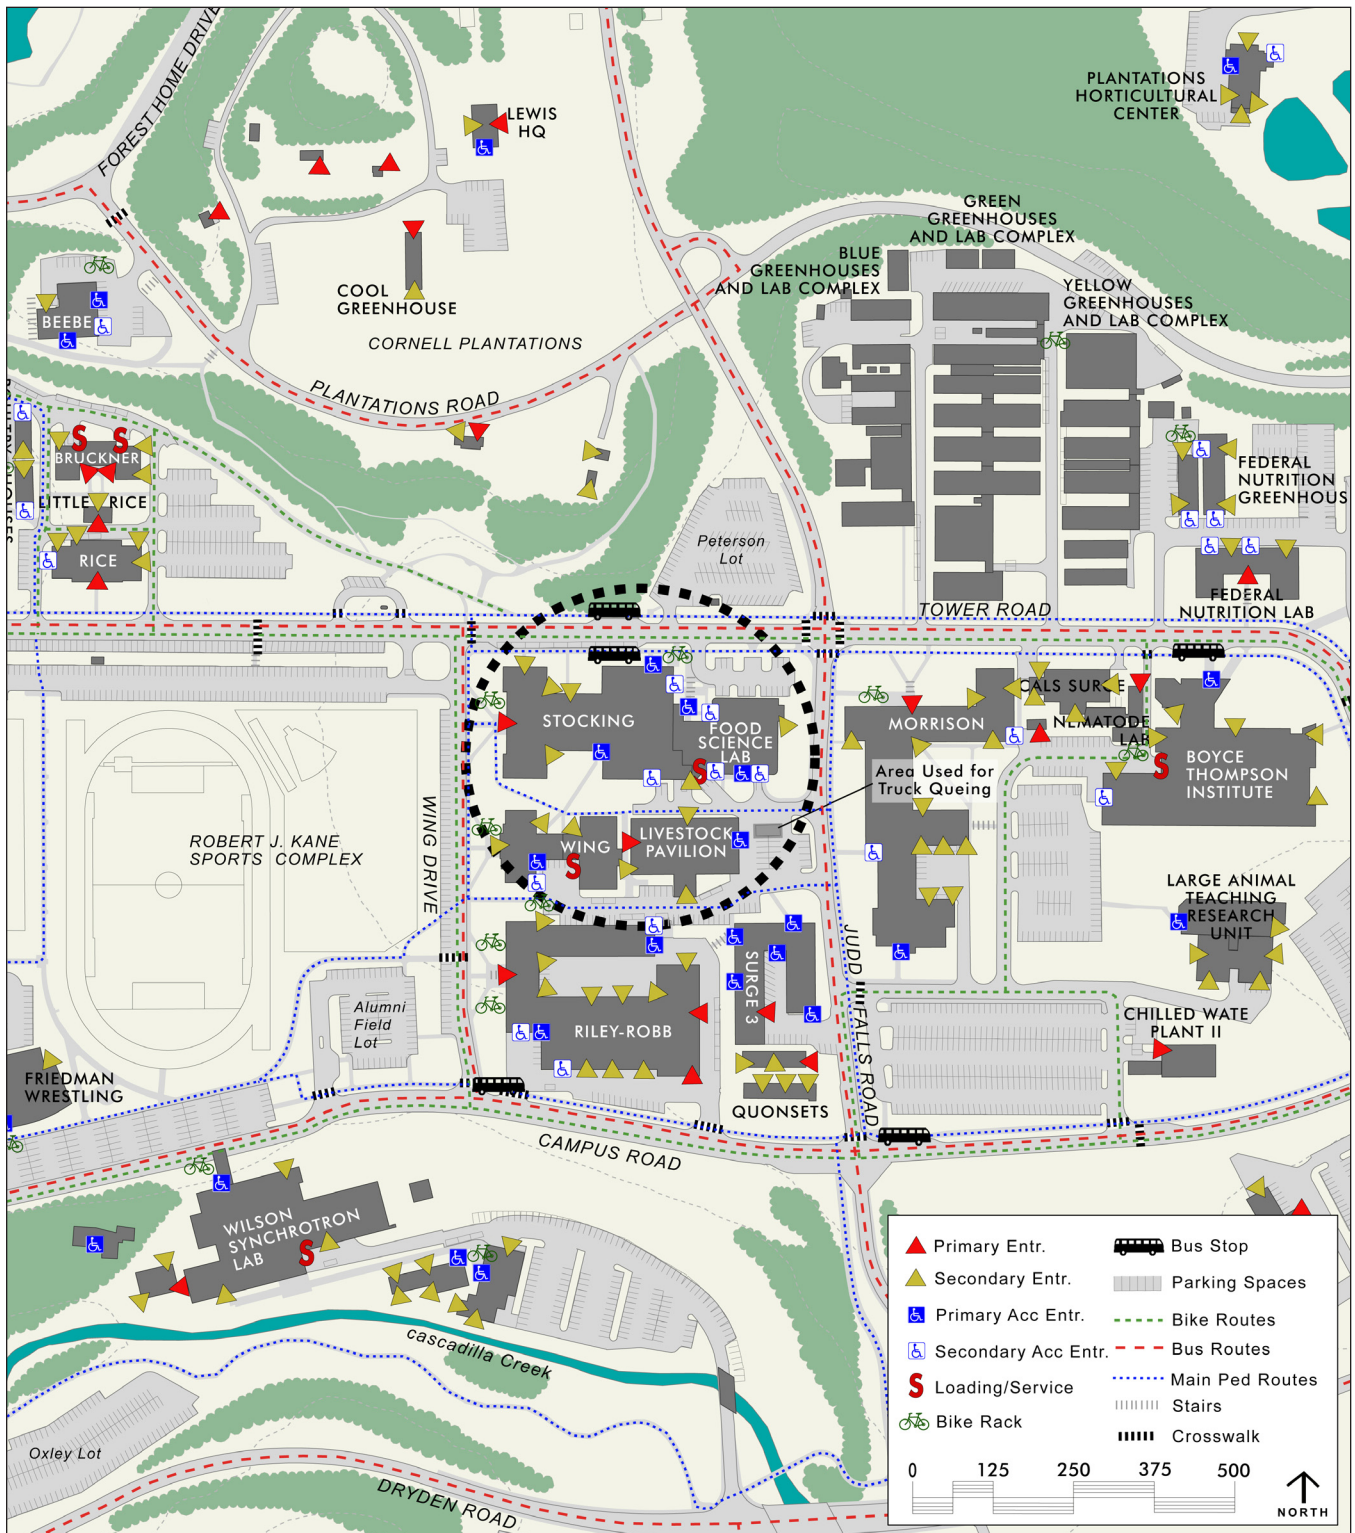 FOREST HOME DRIVE
LEWIS
HQ
PLANTATIONS
HORTICULTURAL
CENTER
GREEN
GREENHOUSES
AND LAB COMPLEX
BLUE
GREENHOUSES
AND LAB COMPLEX
YELLOW
GREENHOUSES
AND LAB COMPLEX
COOL
GREENHOUSE
BEEBE
CORNELL PLANTATIONS
PLANTATIONS ROAD
BRUCKNER
S
S
LITTLE RICE
RICE
FEDERAL
NUTRITION
GREENHOUS
Peterson
Lot
FEDERAL
NUTRITION LAB
TOWER ROAD
STOCKING
FOOD
SCIENCE
LAB
S
MORRISON
CALS SURGE
NEMATODE
LAB
BOYCE
THOMPSON
INSTITUTE
S
Area Used for
Truck Queing
WING DRIVE
ROBERT J. KANE
SPORTS COMPLEX
WING
S
LIVESTOCK
PAVILION
LARGE ANIMAL
TEACHING
RESEARCH
UNIT
JUDD FALLS ROAD
SURGE 3
Alumni
Field
Lot
RILEY-ROBB
CHILLED WATE
PLANT II
FRIEDMAN
WRESTLING
QUONSETS
CAMPUS ROAD
WILSON
SYNCHROTRON
LAB
S
cascadilla Creek
Oxley Lot
DRYDEN ROAD
Primary Entr.
Secondary Entr.
Primary Acc Entr.
Secondary Acc Entr.
S Loading/Service
Bike Rack
Bus Stop
Parking Spaces
Bike Routes
Bus Routes
Main Ped Routes
Stairs
Crosswalk
0 125 250 375 500
NORTH